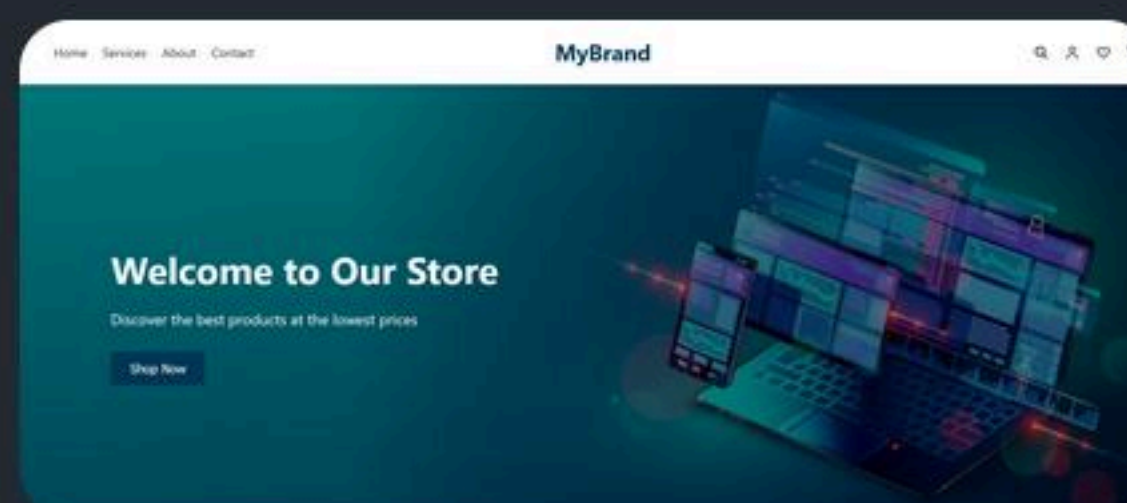 Home Services About Contact
MyBrand
Welcome to Our Store
Discover the best products at the lowest prices
Shop Now